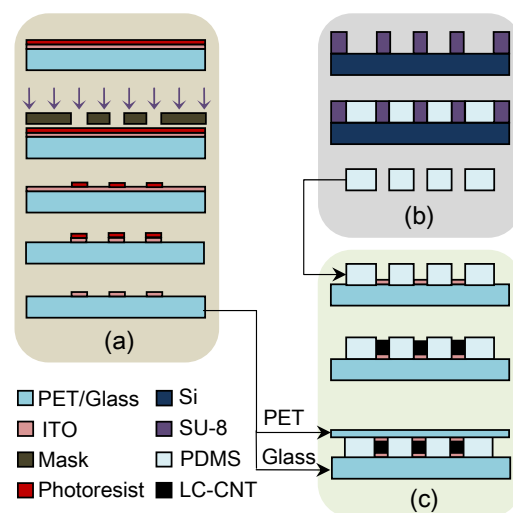 (a)
(b)
PET/Glass
Si
ITO
SU-8
Mask
PDMS
Photoresist
LC-CNT
PET
Glass
(c)